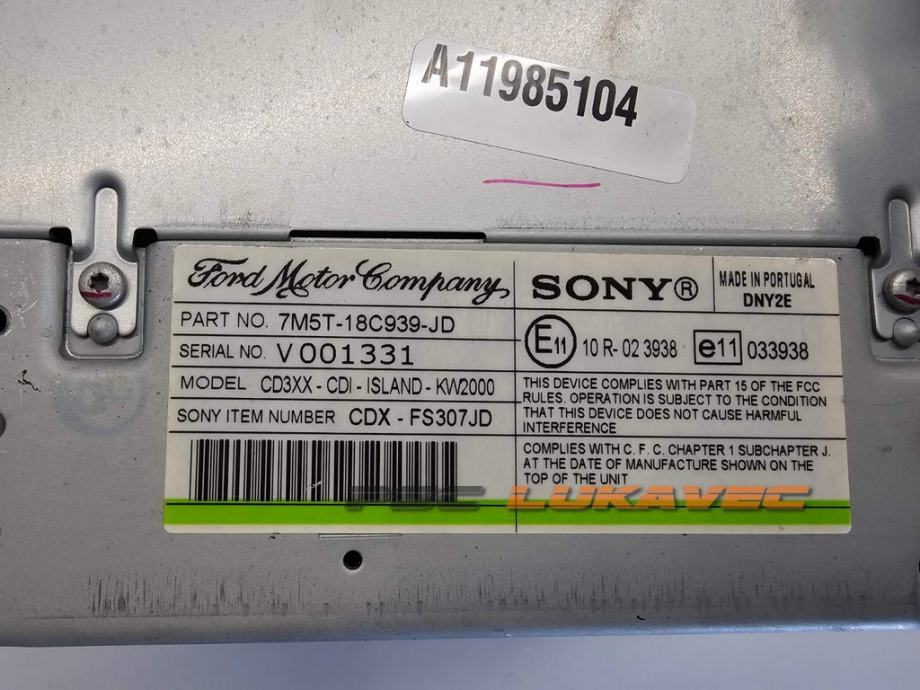 A11985104
Ford Motor Company
SONY®
MADE IN PORTUGAL
DNY2E
PART NO. 7M5T-18C939-JD
SERIAL NO. V001331
MODEL CD3XX - CDI - ISLAND - KW2000
SONY ITEM NUMBER CDX - FS307JD
E11 10 R- 02 3938 e11 033938
THIS DEVICE COMPLIES WITH PART 15 OF THE FCC
RULES. OPERATION IS SUBJECT TO THE CONDITION
THAT THIS DEVICE DOES NOT CAUSE HARMFUL
INTERFERENCE
COMPLIES WITH C. F. C. CHAPTER 1 SUBCHAPTER J.
AT THE DATE OF MANUFACTURE SHOWN ON THE
TOP OF THE UNIT
PDC LUKAVEC